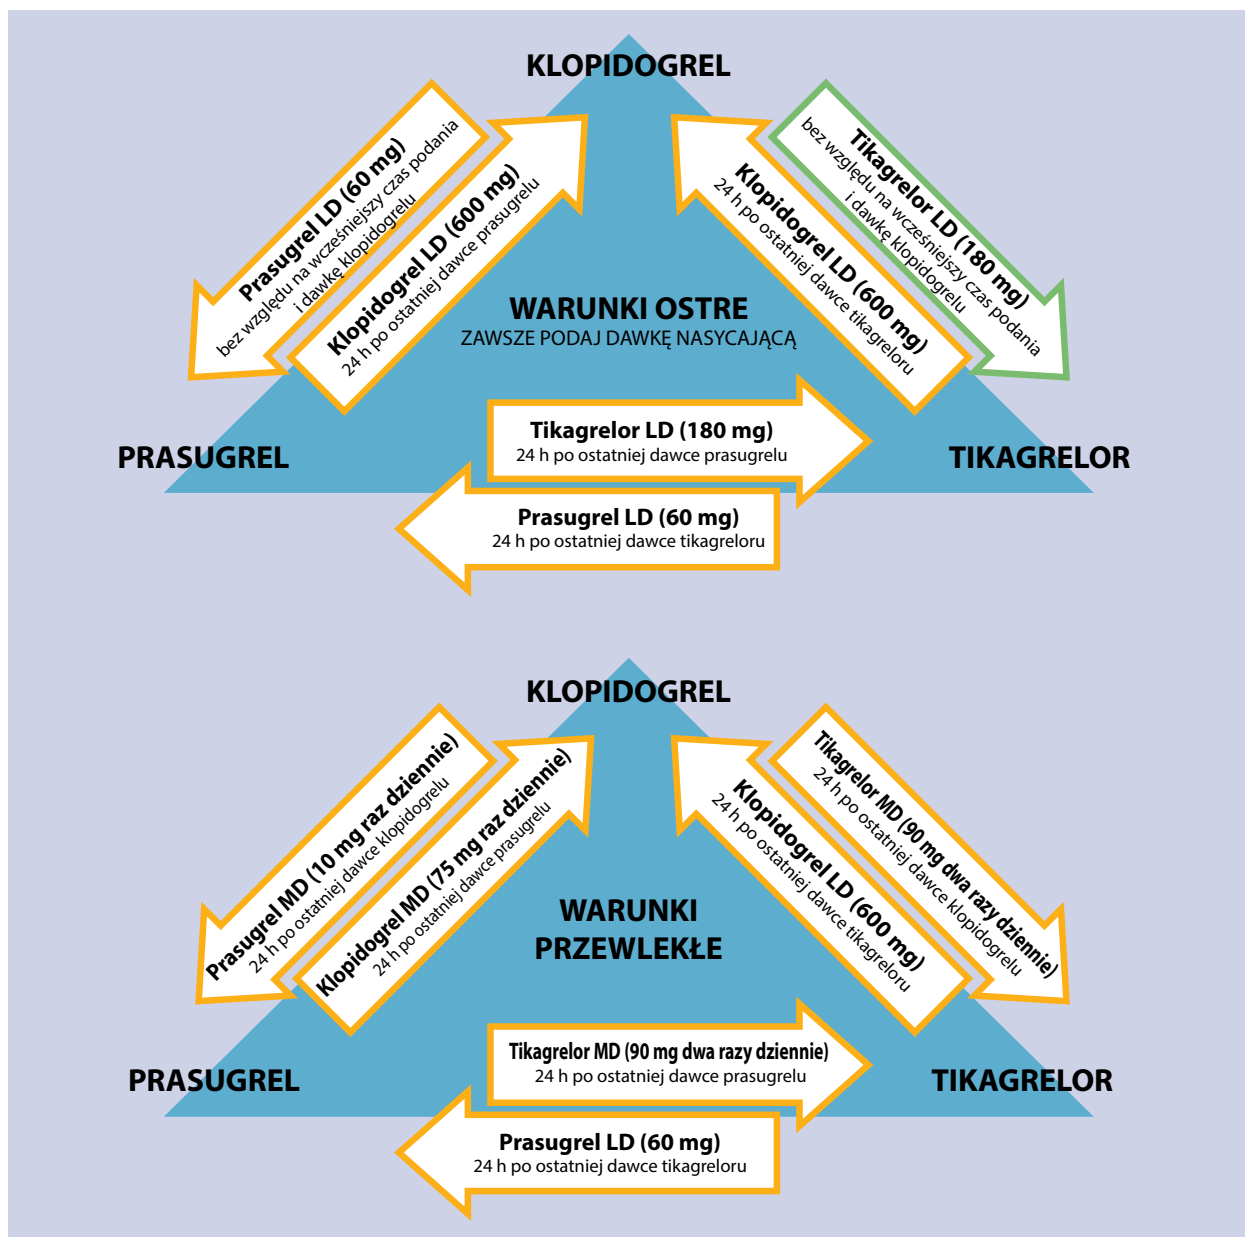 KLOPIDOGREL
Prasugrel LD (60 mg)
bez względu na wcześniejszy czas podania
i dawkę klopidogrelu
Klopidogrel LD (600 mg)
24 h po ostatniej dawce prasugrelu
Klopidogrel LD (600 mg)
24 h po ostatniej dawce tikagreloru
Tikagrelor LD (180 mg)
bez względu na wcześniejszy czas podania
i dawkę klopidogrelu
WARUNKI OSTRE
ZAWSZE PODAJ DAWKĘ NASYCAJĄCĄ
PRASUGREL
Tikagrelor LD (180 mg)
24 h po ostatniej dawce prasugrelu
TIKAGRELOR
Prasugrel LD (60 mg)
24 h po ostatniej dawce tikagreloru
KLOPIDOGREL
Prasugrel MD (10 mg raz dziennie)
24 h po ostatniej dawce klopidogrelu
Klopidogrel MD (75 mg raz dziennie)
24 h po ostatniej dawce prasugrelu
Klopidogrel LD (600 mg)
24 h po ostatniej dawce tikagreloru
Tikagrelor MD (90 mg dwa razy dziennie)
24 h po ostatniej dawce klopidogrelu
WARUNKI
PRZEWLEKŁE
PRASUGREL
Tikagrelor MD (90 mg dwa razy dziennie)
24 h po ostatniej dawce prasugrelu
TIKAGRELOR
Prasugrel LD (60 mg)
24 h po ostatniej dawce tikagreloru